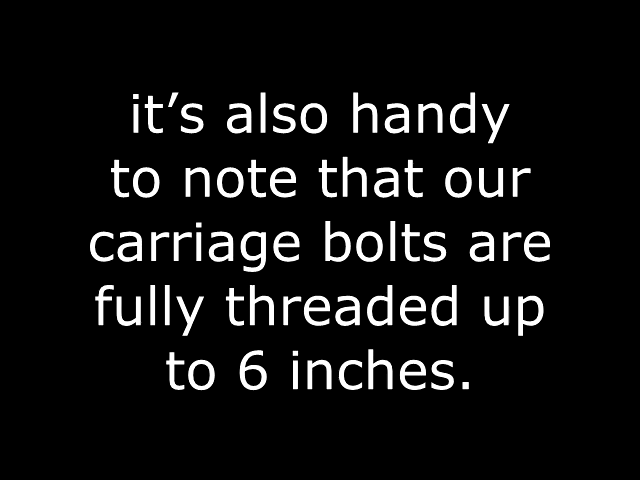 it’s also handy
to note that our
carriage bolts are
fully threaded up
to 6 inches.